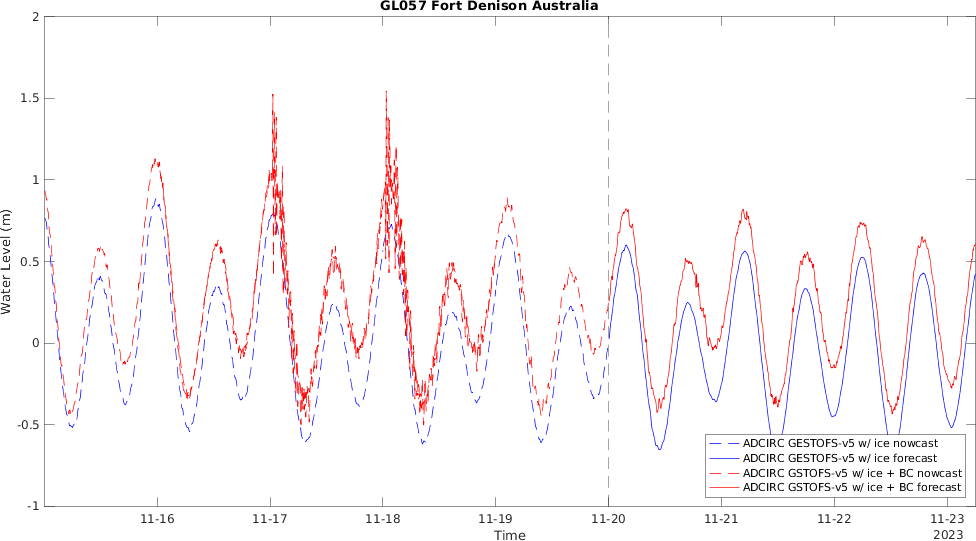 GL057 Fort Denison Australia
2
1.5
1
0.5
0
-0.5
-1
Water Level (m)
11-16 11-17 11-18 11-19 11-20 11-21 11-22 11-23
Time
2023
ADCIRC GESTOFS-v5 w/ ice nowcast
ADCIRC GESTOFS-v5 w/ ice forecast
ADCIRC GSTOFS-v5 w/ ice + BC nowcast
ADCIRC GSTOFS-v5 w/ ice + BC forecast